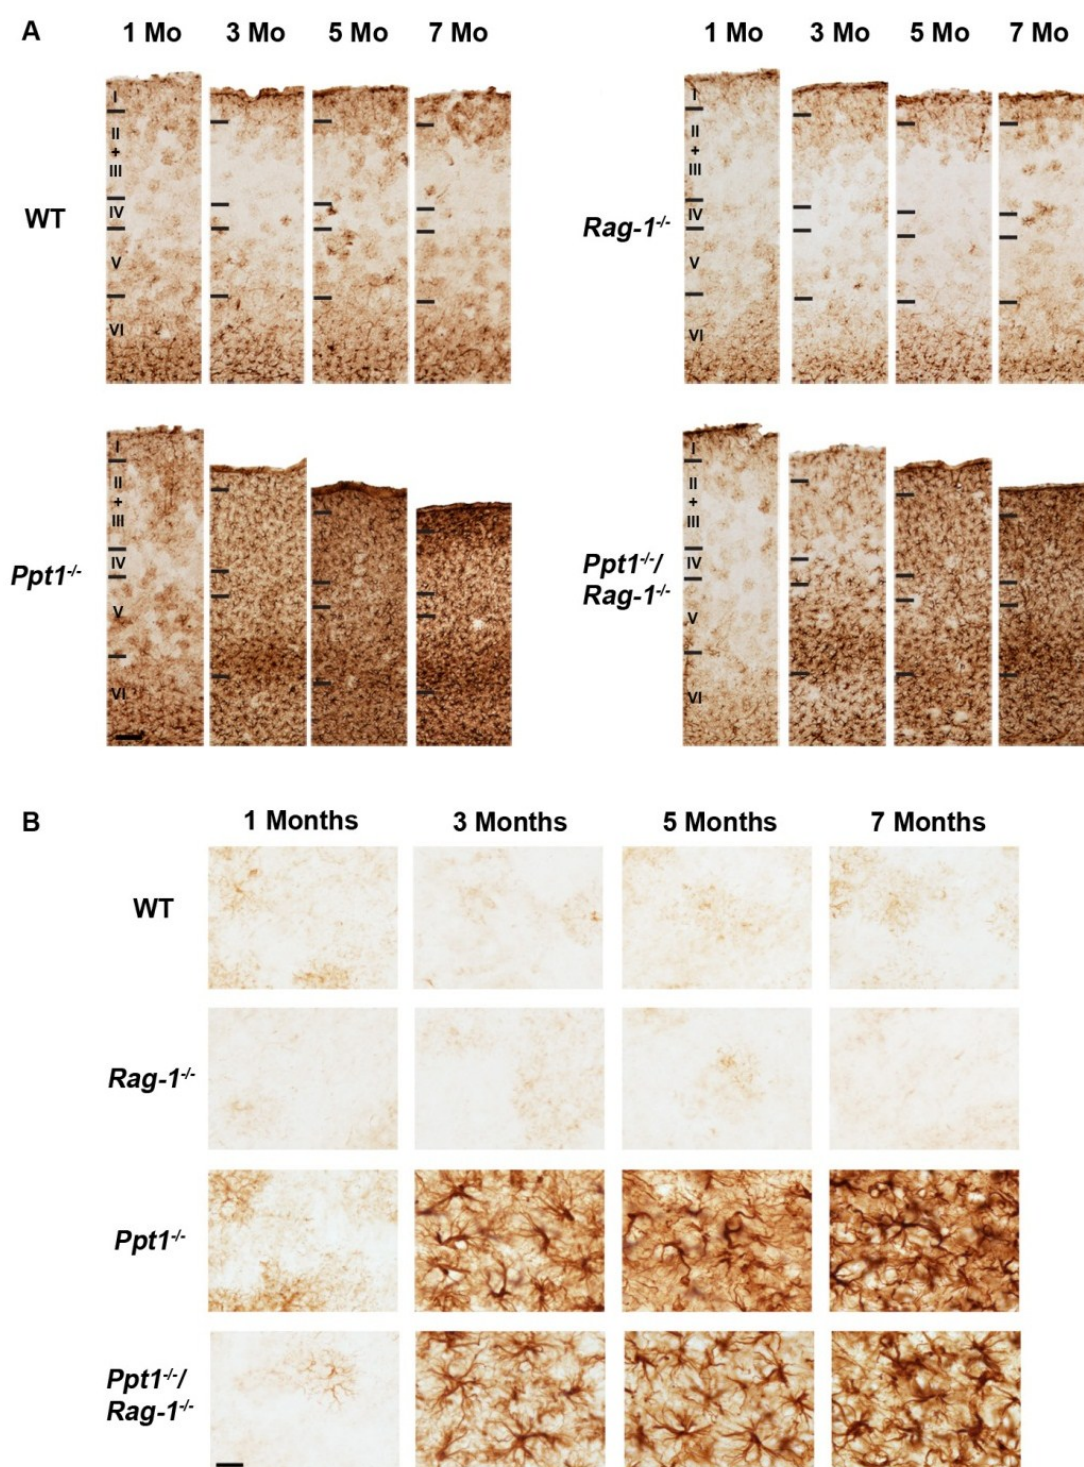 A
1 Mo 3 Mo 5 Mo 7 Mo
1 Mo 3 Mo 5 Mo 7 Mo
WT
I
II
+
III
IV
V
VI
Rag-1-/-
I
II
+
III
IV
V
VI
Ppt1-/-
I
II
+
III
IV
V
VI
Ppt1-/-/
Rag-1-/-
I
II
+
III
IV
V
VI
B
1 Months 3 Months 5 Months 7 Months
WT
Rag-1-/-
Ppt1-/-
Ppt1-/-/
Rag-1-/-